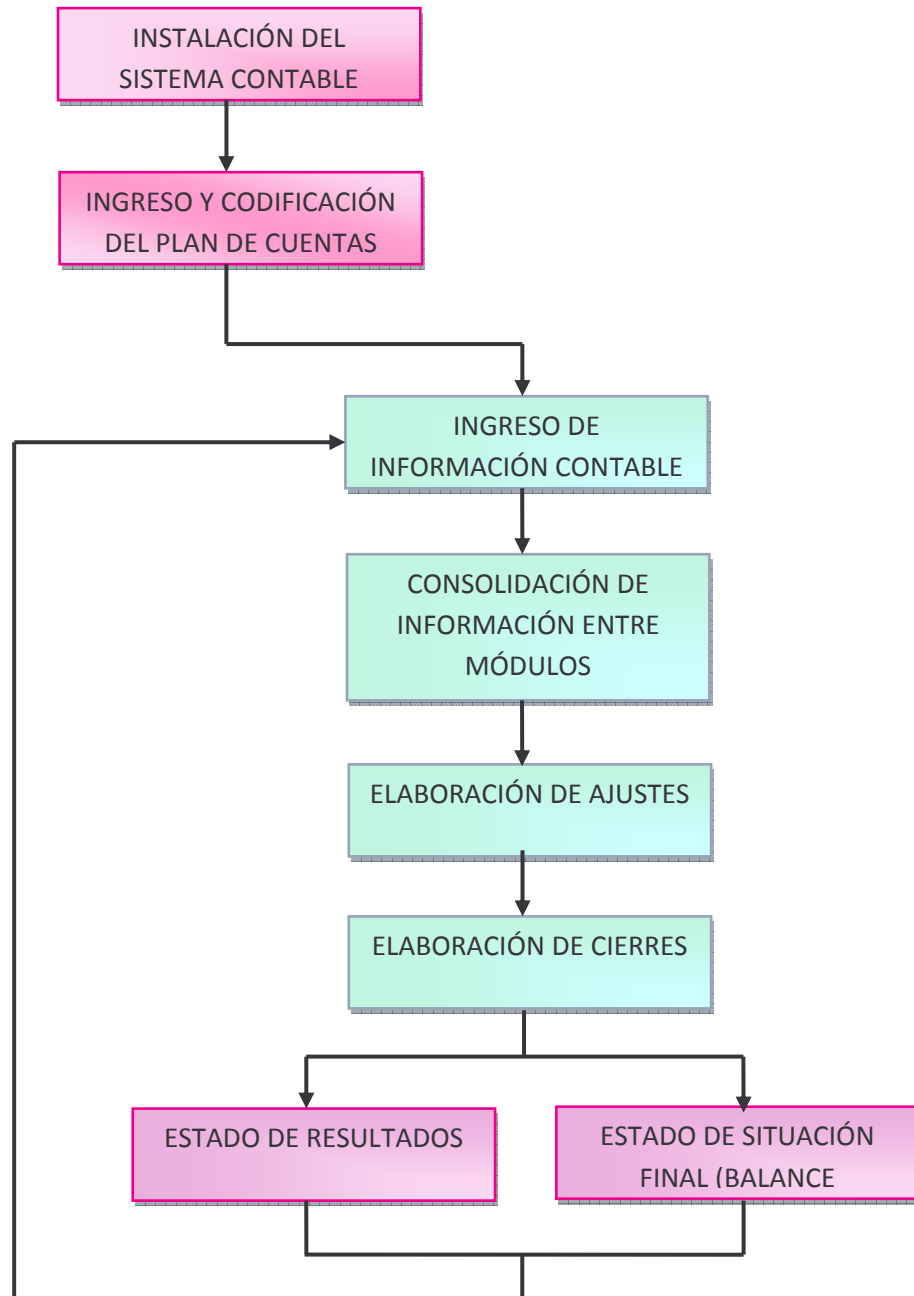 INSTALACIÓN DEL
SISTEMA CONTABLE
INGRESO Y CODIFICACIÓN
DEL PLAN DE CUENTAS
INGRESO DE
INFORMACIÓN CONTABLE
CONSOLIDACIÓN DE
INFORMACIÓN ENTRE
MÓDULOS
ELABORACIÓN DE AJUSTES
ELABORACIÓN DE CIERRES
ESTADO DE RESULTADOS
ESTADO DE SITUACIÓN
FINAL (BALANCE